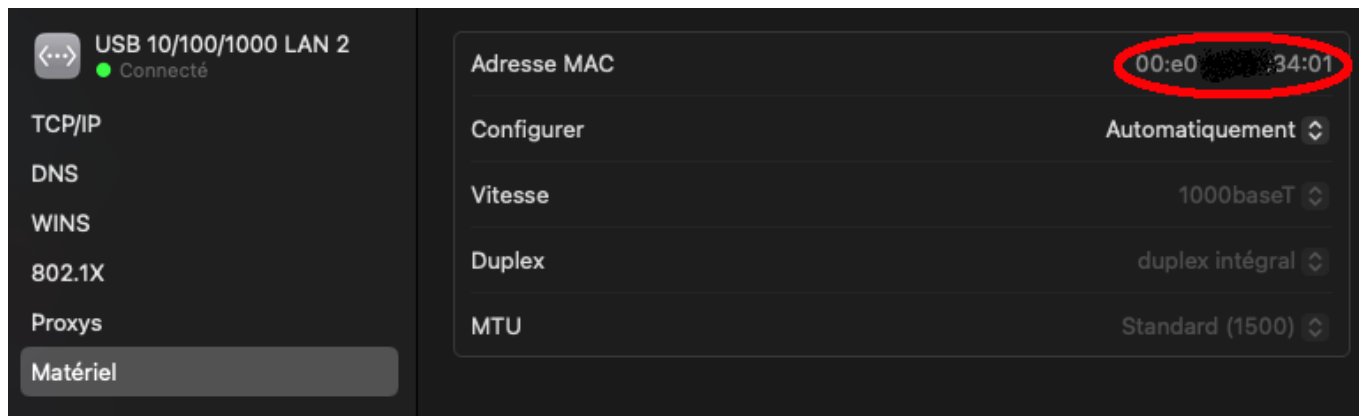 USB 10/100/1000 LAN 2
Connecté
TCP/IP
DNS
WINS
802.1X
Proxys
Matériel
Adresse MAC 00:e0 34:01
Configurer Automatiquement
Vitesse 1000baseT
Duplex duplex intégral
MTU Standard (1500)